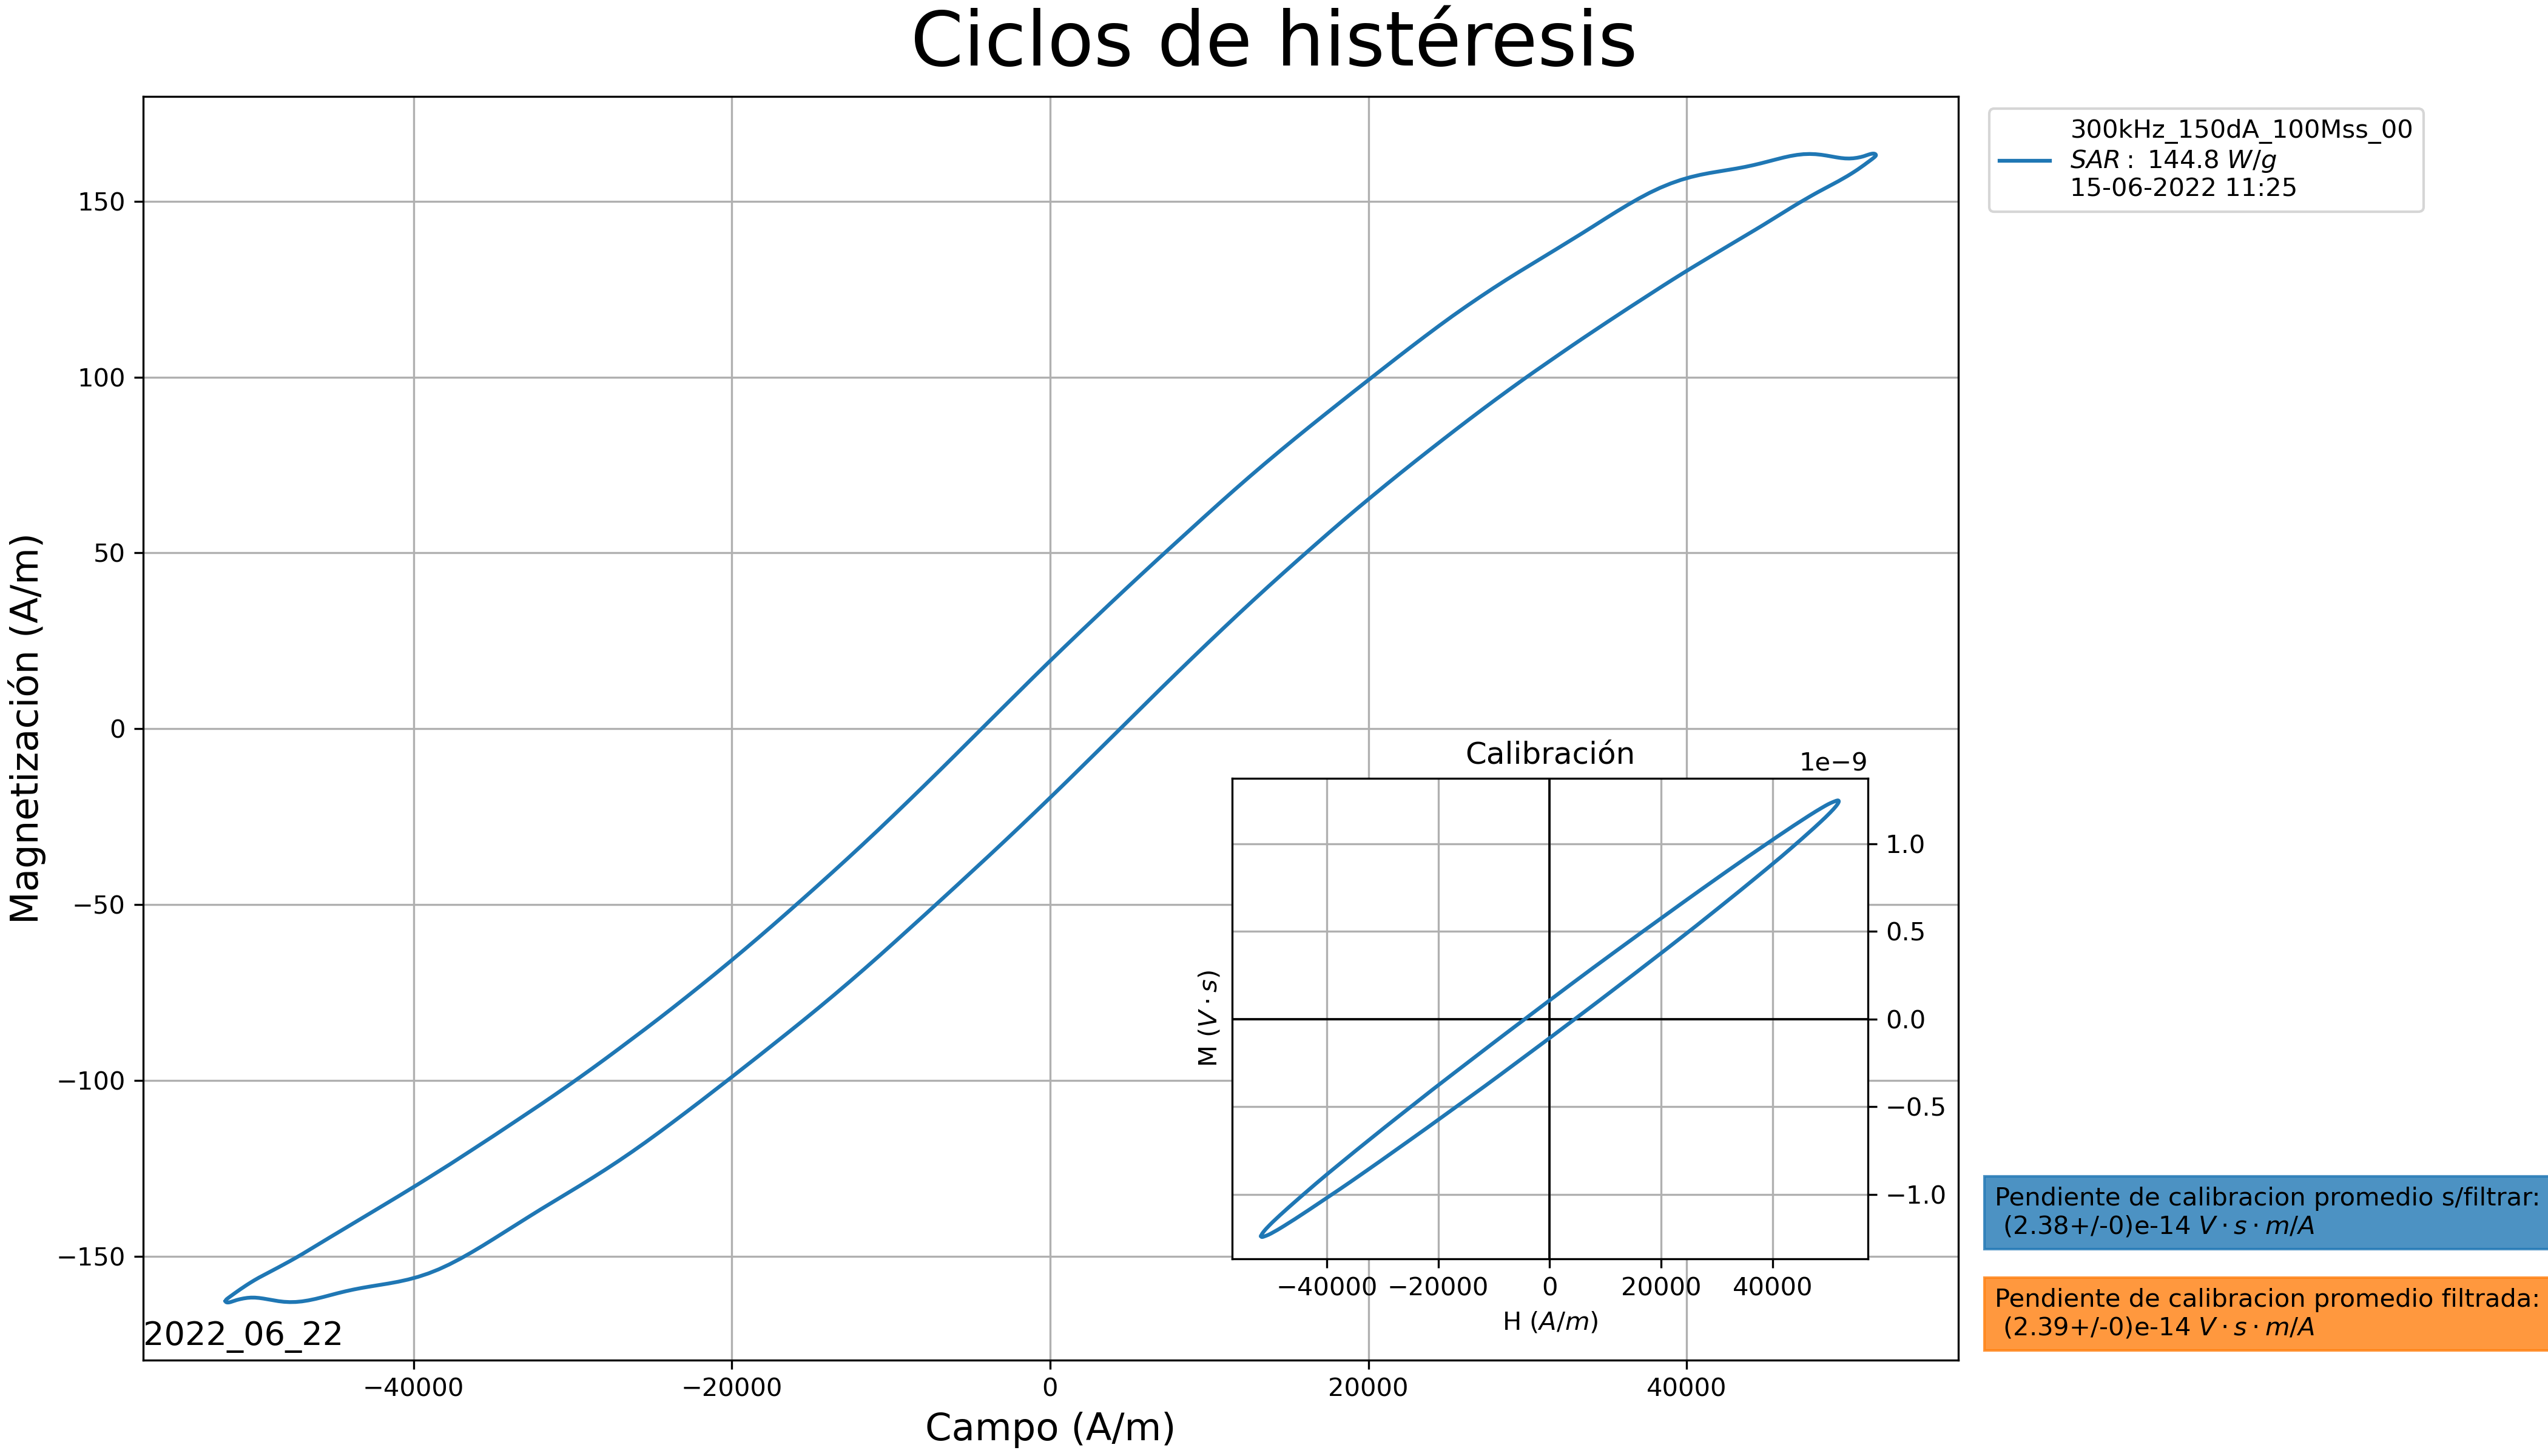 Ciclos de histéresis
300kHz_150dA_100Mss_00
SAR : 144.8 W/g
15-06-2022 11:25
Magnetización (A/m)
150
100
50
0
−50
−100
−150
2022_06_22
−40000
−20000
0
20000
40000
Campo (A/m)
Calibración
1e−9
M (V · s)
1.0
0.5
0.0
−0.5
−1.0
−40000
−20000
0
20000
40000
H (A/m)
Pendiente de calibracion promedio s/filtrar:
(2.38+/-0)e-14 V · s · m/A
Pendiente de calibracion promedio filtrada:
(2.39+/-0)e-14 V · s · m/A